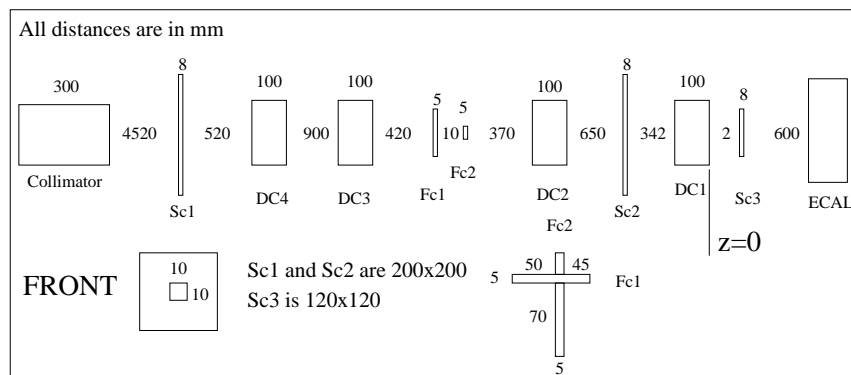 All distances are in mm
300
8
100
100
5
5
100
8
100
8
4520
520
900
420
10
370
650
342
2
600
Collimator
Sc1
DC4
DC3
Fc1
Fc2
DC2
Sc2
DC1
Sc3
ECAL
z=0
FRONT
10
10
Sc1 and Sc2 are 200x200
Sc3 is 120x120
Fc2
5
50
45
Fc1
70
5